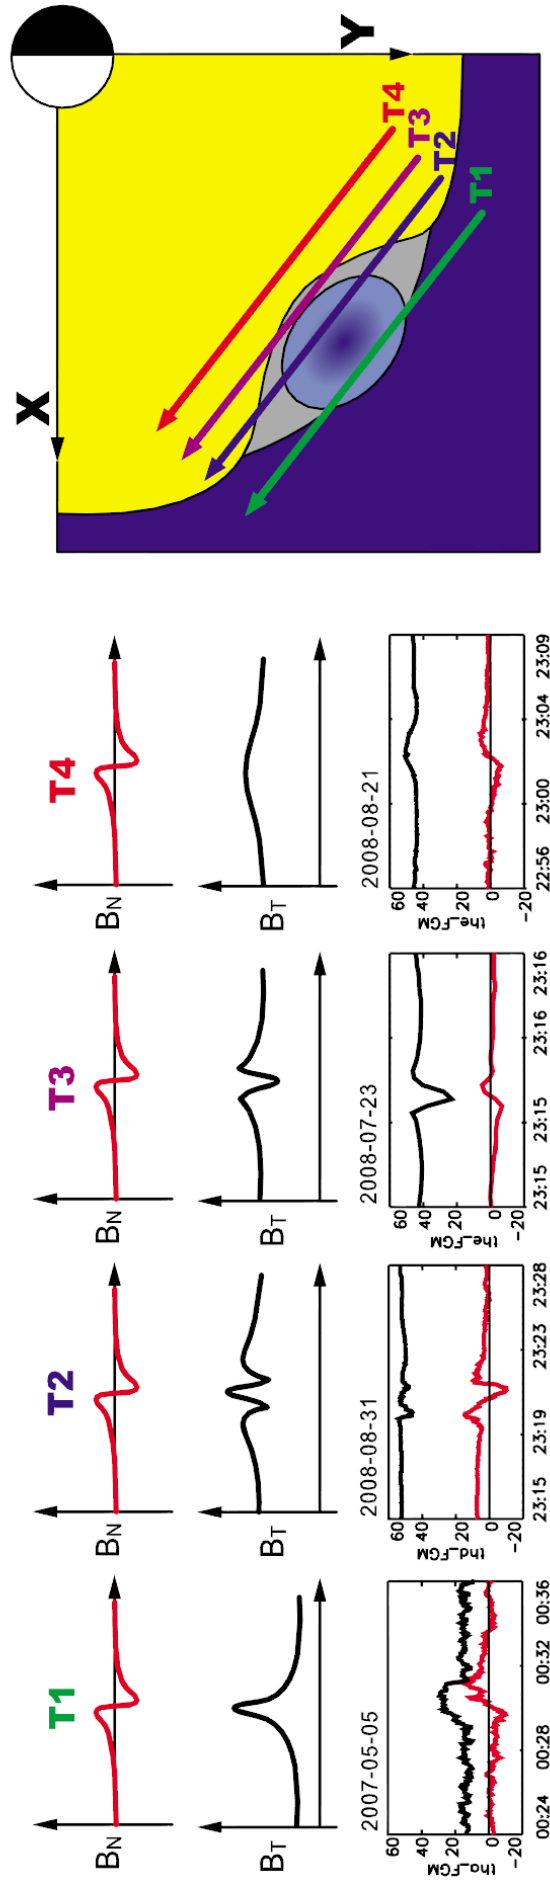 T1
T2
T3
T4
BN
BN
BN
BN
BT
BT
BT
BT
2007-05-05
2008-08-31
2008-07-23
2008-08-21
tha_FGM
60
40
20
0
-20
00:24
00:28
00:32
00:36
thd_FGM
60
40
20
0
-20
23:15
23:19
23:23
23:28
the_FGM
60
40
20
0
-20
23:15
23:15
23:16
23:16
the_FGM
60
40
20
0
-20
22:56
23:00
23:04
23:09
X
Y
T4
T3
T2
T1